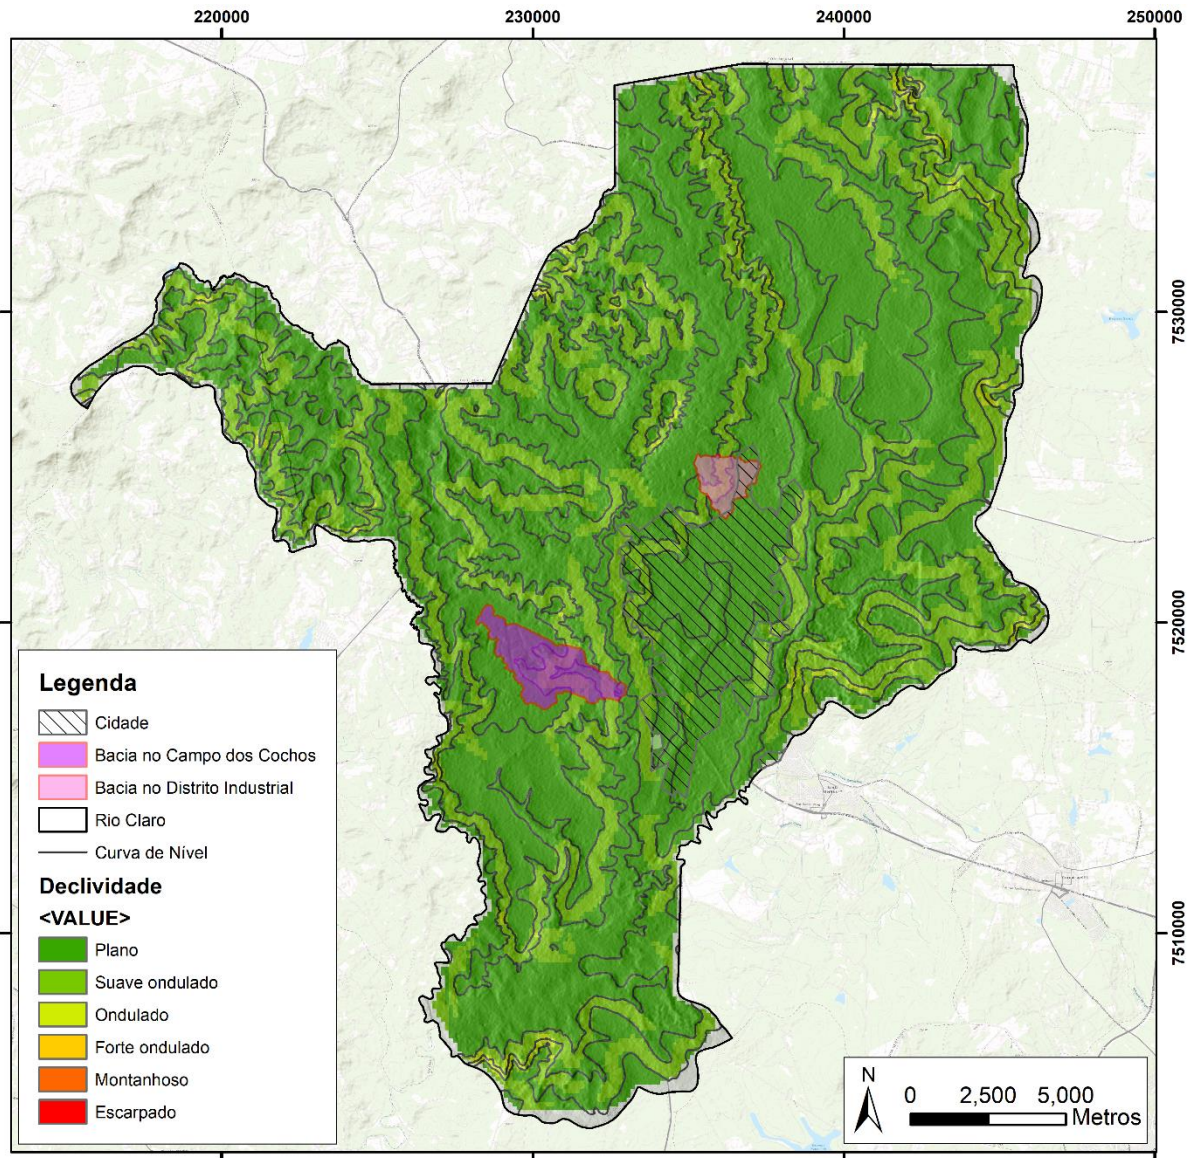 220000
230000
240000
250000
7530000
7520000
7510000
Legenda
Cidade
Bacia no Campo dos Cochos
Bacia no Distrito Industrial
Rio Claro
Curva de Nível
Declividade
<VALUE>
Plano
Suave ondulado
Ondulado
Forte ondulado
Montanhoso
Escarpado
N
0 2,500 5,000
Metros